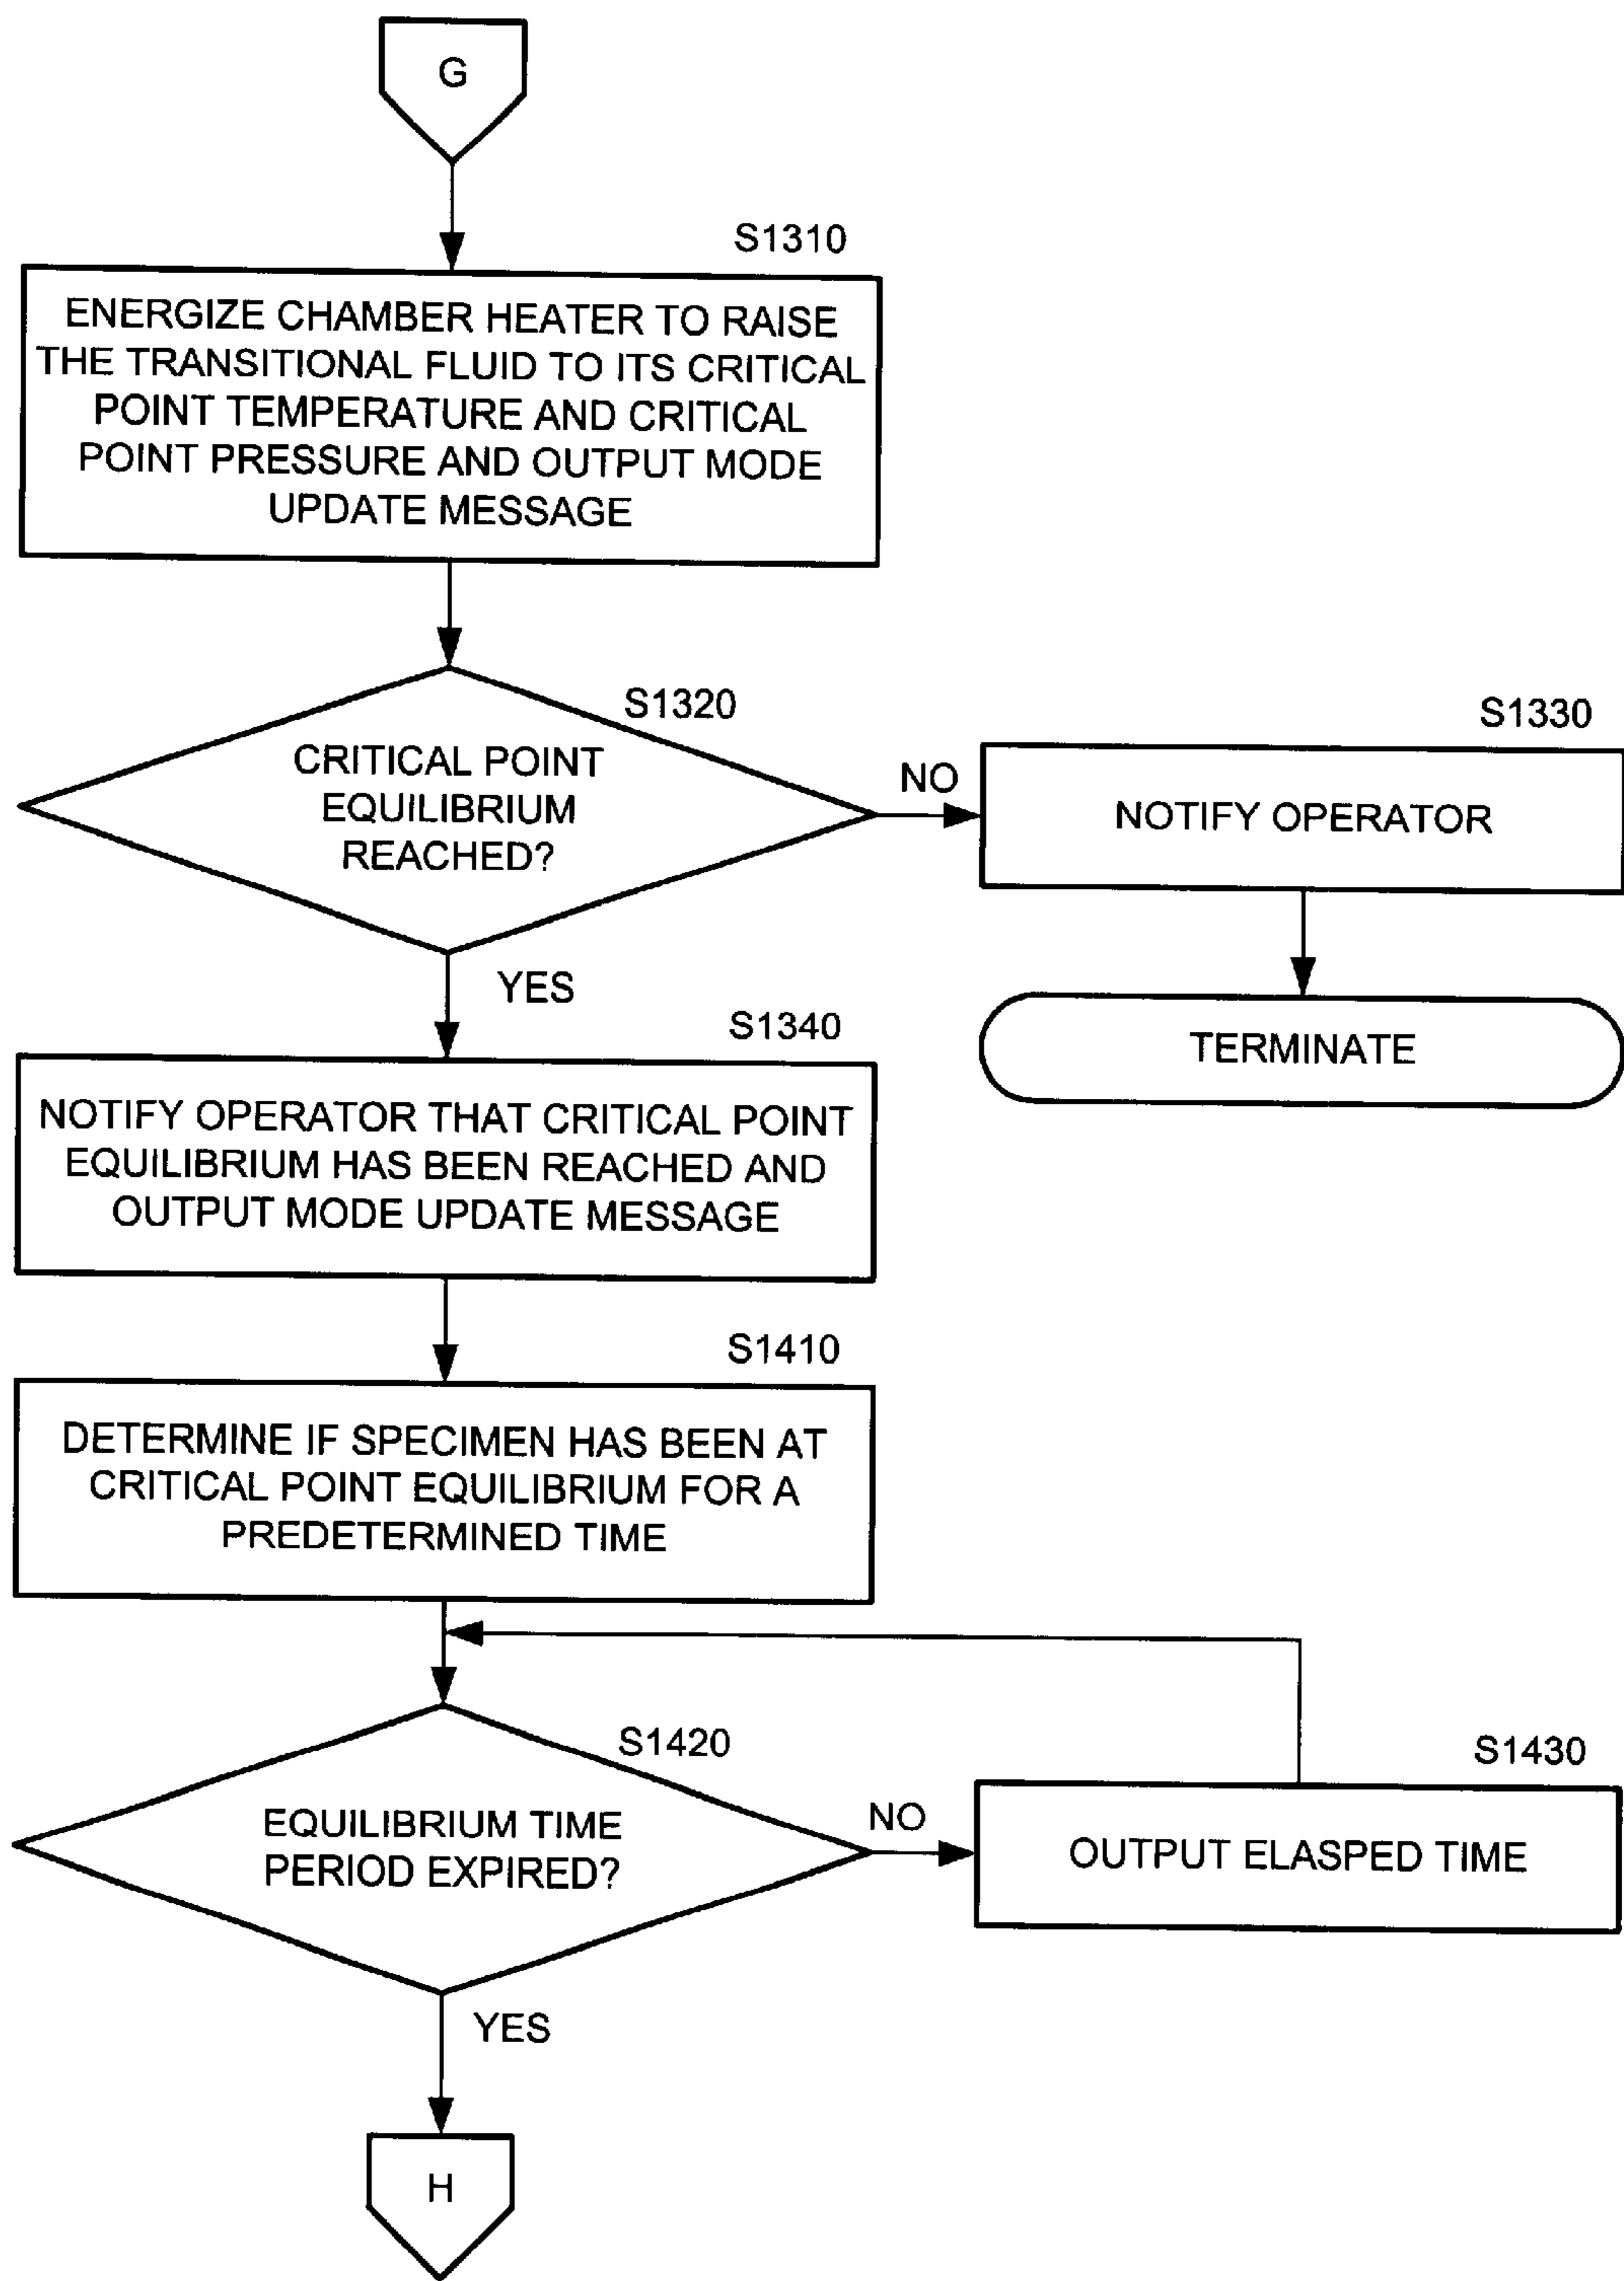 G
S1310
ENERGIZE CHAMBER HEATER TO RAISE
THE TRANSITIONAL FLUID TO ITS CRITICAL
POINT TEMPERATURE AND CRITICAL
POINT PRESSURE AND OUTPUT MODE
UPDATE MESSAGE
S1320
CRITICAL POINT
EQUILIBRIUM
REACHED?
NO
S1330
NOTIFY OPERATOR
TERMINATE
YES
S1340
NOTIFY OPERATOR THAT CRITICAL POINT
EQUILIBRIUM HAS BEEN REACHED AND
OUTPUT MODE UPDATE MESSAGE
S1410
DETERMINE IF SPECIMEN HAS BEEN AT
CRITICAL POINT EQUILIBRIUM FOR A
PREDETERMINED TIME
S1420
EQUILIBRIUM TIME
PERIOD EXPIRED?
NO
S1430
OUTPUT ELASPED TIME
YES
H